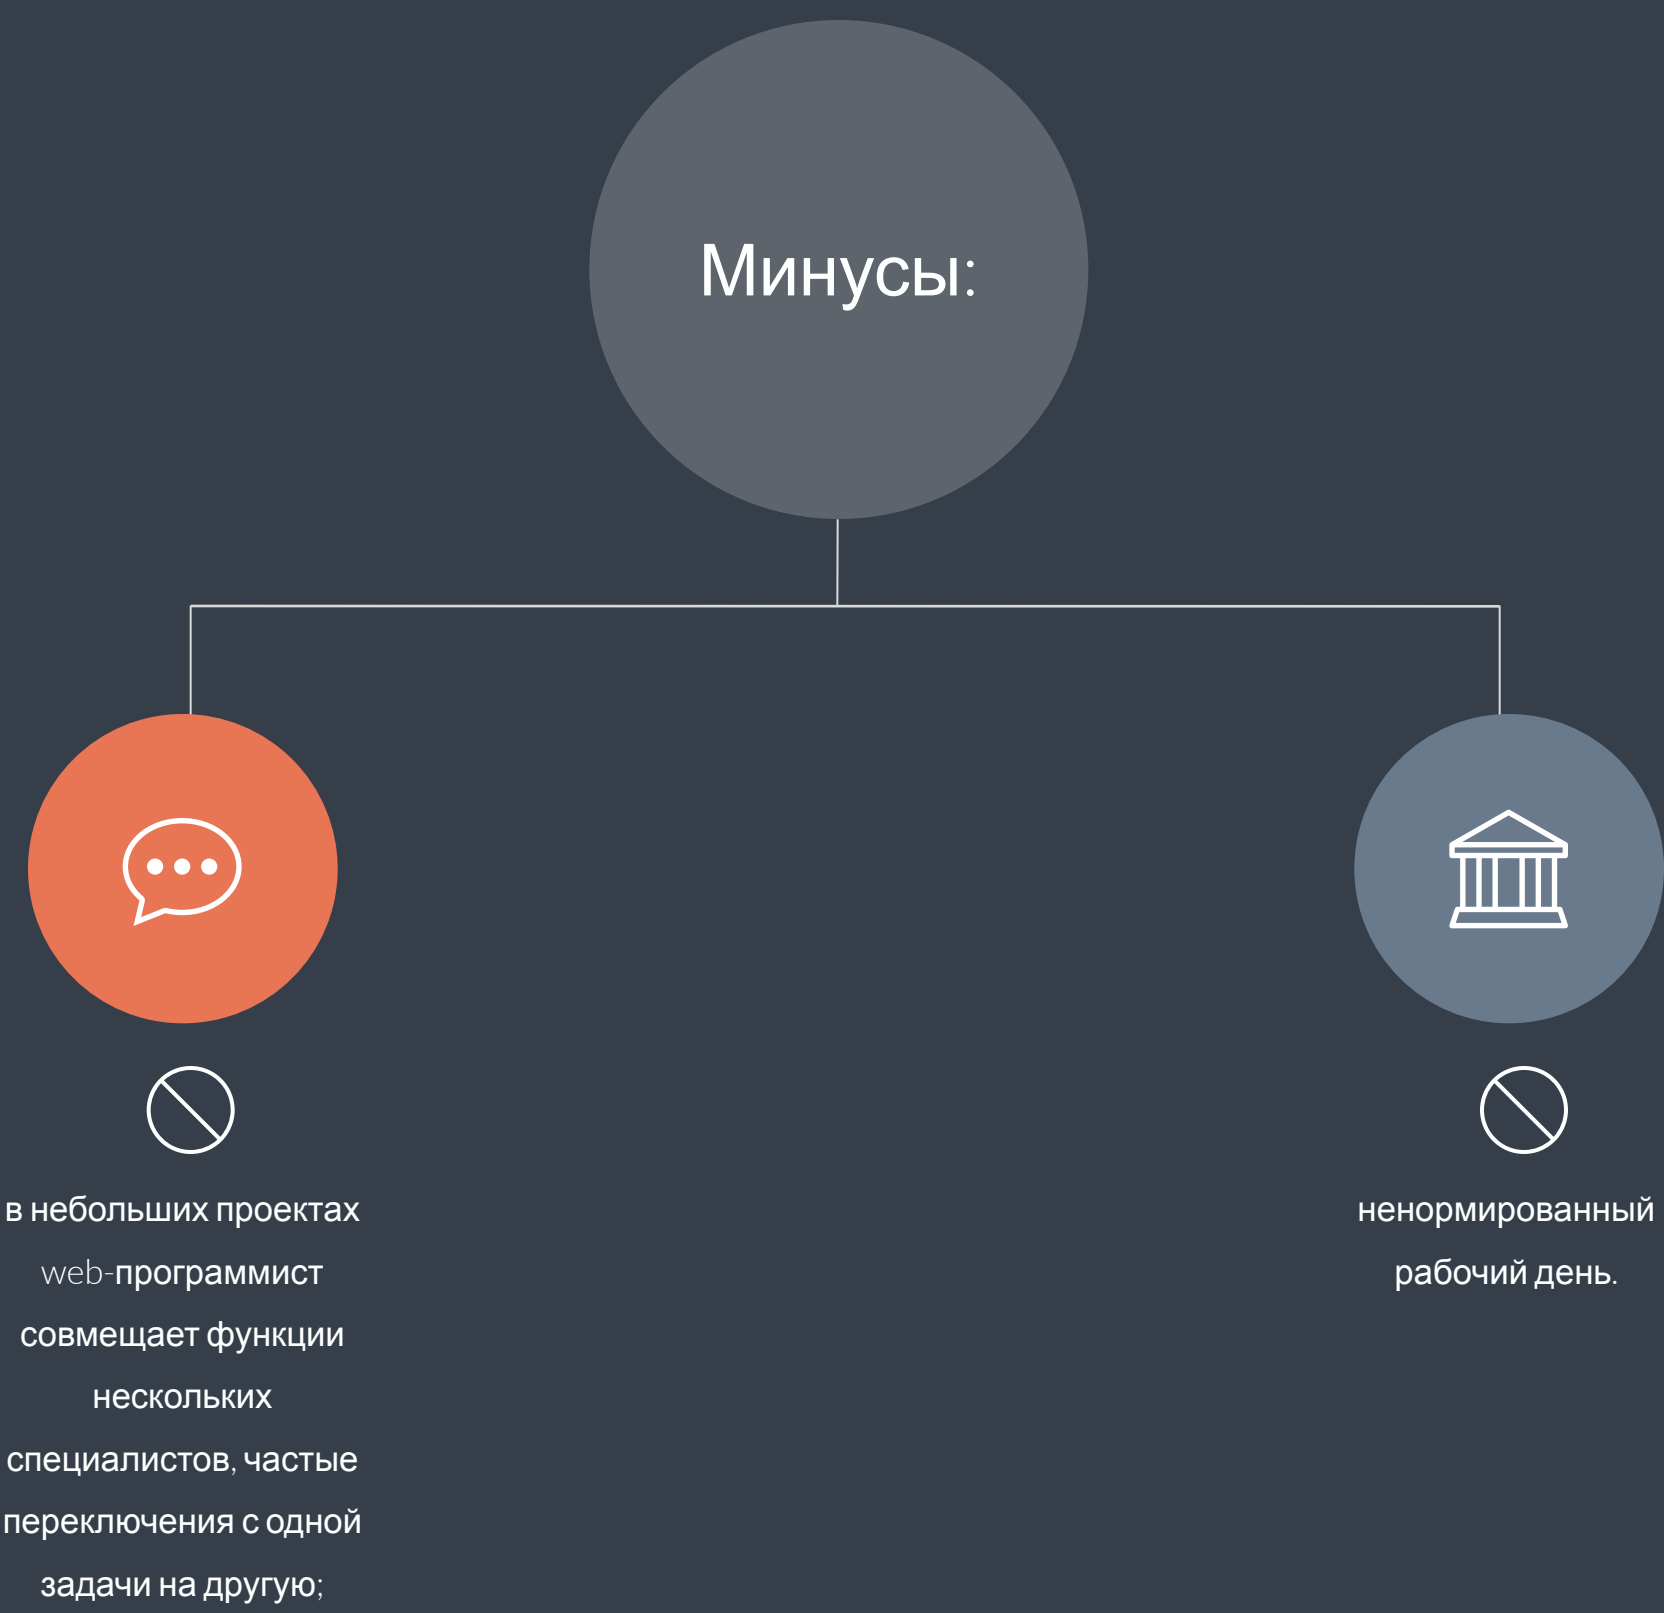 Минусы:
в небольших проектах
web-программист
совмещает функции
нескольких
специалистов, частые
переключения с одной
задачи на другую;
ненормированный
рабочий день.